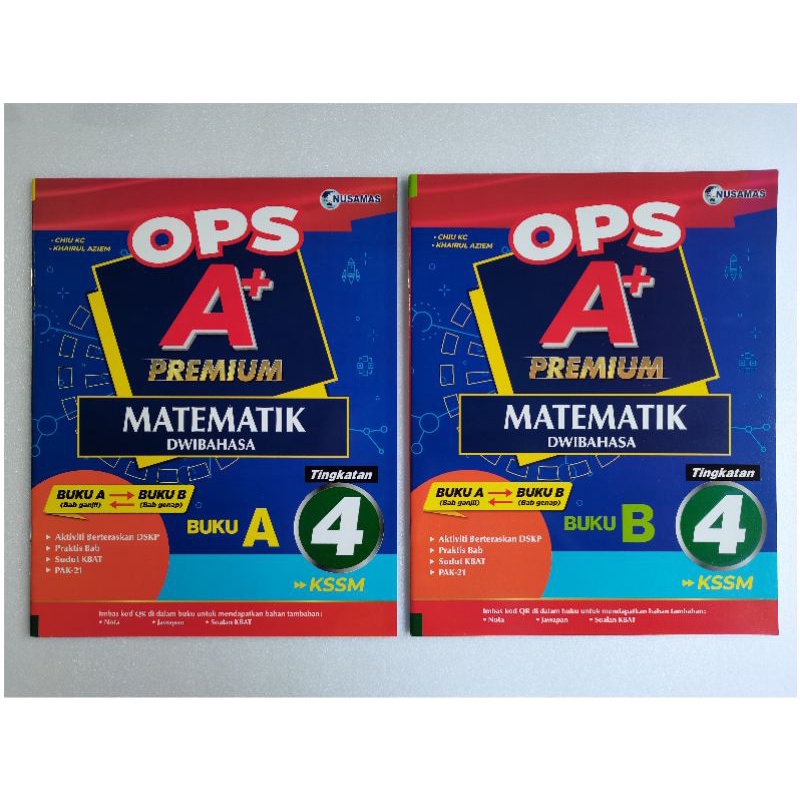 NUSAMAS
- CHIU KC
- KHAIRUL AZIEM
OPS
A+
PREMIUM
MATEMATIK
DWIBAHASA
Tingkatan
4
BUKU A → BUKU B
(Bab ganjil) ← (Bab genap)
BUKU A
▸ Aktiviti Berteraskan DSKP
▸ Praktis Bab
▸ Sudut KBAT
▸ PAK-21
▸▸ KSSM
Imbas kod QR di dalam buku untuk mendapatkan bahan tambahan:
• Nota • Jawapan • Soalan KBAT
NUSAMAS
- CHIU KC
- KHAIRUL AZIEM
OPS
A+
PREMIUM
MATEMATIK
DWIBAHASA
Tingkatan
4
BUKU A → BUKU B
(Bab ganjil) ← (Bab genap)
BUKU B
▸ Aktiviti Berteraskan DSKP
▸ Praktis Bab
▸ Sudut KBAT
▸ PAK-21
▸▸ KSSM
Imbas kod QR di dalam buku untuk mendapatkan bahan tambahan:
• Nota • Jawapan • Soalan KBAT